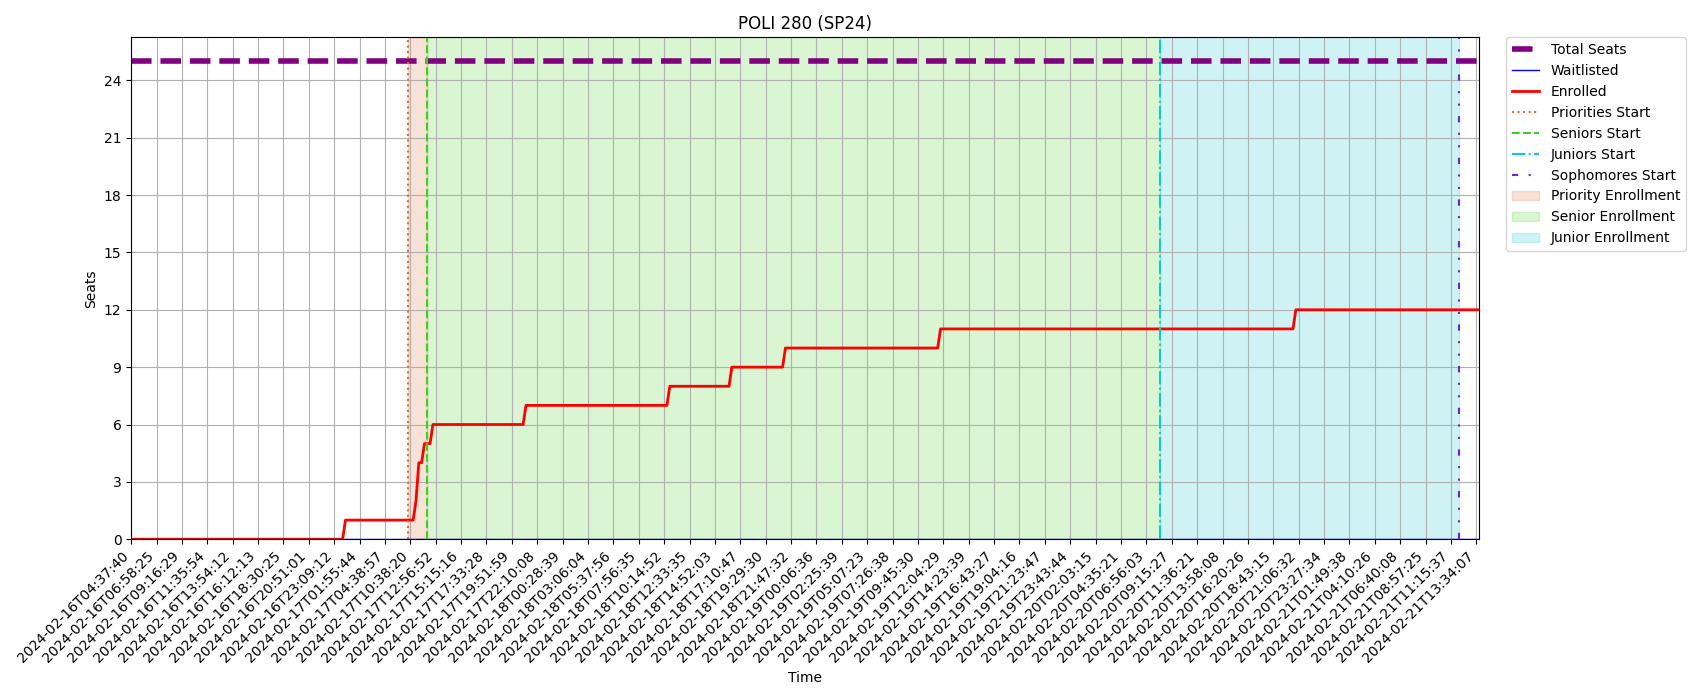 POLI 280 (SP24)
Total Seats
Waitlisted
Enrolled
Priorities Start
Seniors Start
Juniors Start
Sophomores Start
Priority Enrollment
Senior Enrollment
Junior Enrollment
Seats
24
21
18
15
12
9
6
3
0
2024-02-16T04:37:40
2024-02-16T06:58:25
2024-02-16T09:16:29
2024-02-16T11:35:54
2024-02-16T13:54:12
2024-02-16T16:12:13
2024-02-16T18:30:25
2024-02-16T20:51:01
2024-02-16T23:09:12
2024-02-17T01:55:44
2024-02-17T04:38:57
2024-02-17T10:38:20
2024-02-17T12:56:52
2024-02-17T15:15:16
2024-02-17T17:33:28
2024-02-17T19:51:59
2024-02-17T22:10:08
2024-02-18T00:28:39
2024-02-18T03:06:04
2024-02-18T05:37:56
2024-02-18T07:56:35
2024-02-18T10:14:52
2024-02-18T12:33:35
2024-02-18T14:52:03
2024-02-18T17:10:47
2024-02-18T19:29:30
2024-02-18T21:47:32
2024-02-19T00:06:36
2024-02-19T02:25:39
2024-02-19T05:07:23
2024-02-19T07:26:38
2024-02-19T09:45:30
2024-02-19T12:04:29
2024-02-19T14:23:39
2024-02-19T16:43:27
2024-02-19T19:04:16
2024-02-19T21:23:47
2024-02-19T23:43:44
2024-02-20T02:03:15
2024-02-20T04:35:21
2024-02-20T06:56:03
2024-02-20T09:15:27
2024-02-20T11:36:21
2024-02-20T13:58:08
2024-02-20T16:20:26
2024-02-20T18:43:15
2024-02-20T21:06:32
2024-02-20T23:27:34
2024-02-21T01:49:38
2024-02-21T04:10:26
2024-02-21T06:40:08
2024-02-21T08:57:25
2024-02-21T11:15:37
2024-02-21T13:34:07
Time